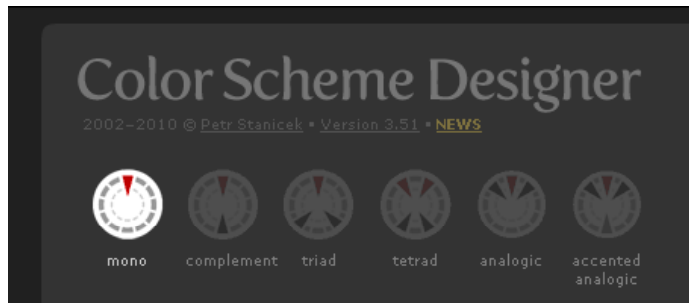 Color Scheme Designer
2002–2010 © Petr Stanicek • Version 3.51 • NEWS
mono complement triad tetrad analogic accented
analogic